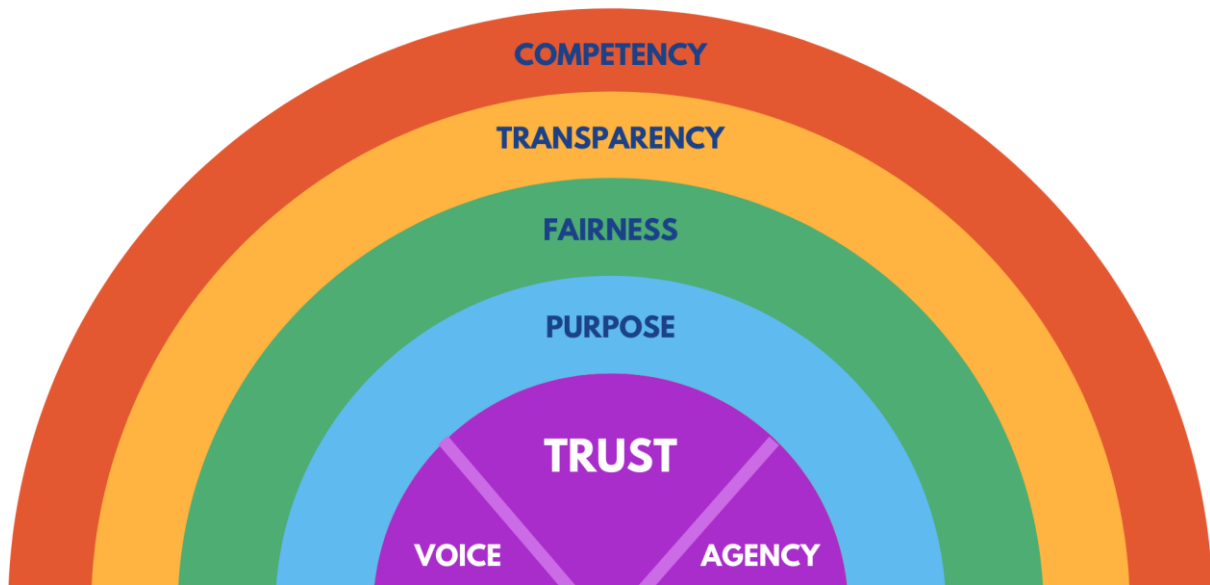 COMPETENCY
TRANSPARENCY
FAIRNESS
PURPOSE
TRUST
VOICE
AGENCY